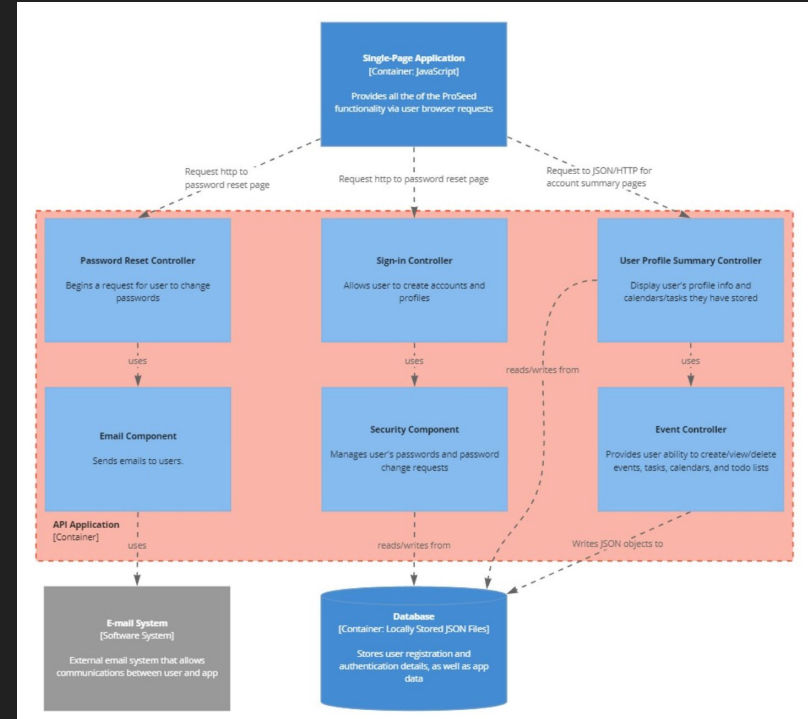 Single-Page Application
[Container: JavaScript]
Provides all the of the ProSeed
functionality via user browser requests
Request http to
password reset page
Request http to password reset page
Request to JSON/HTTP for
account summary pages
Password Reset Controller
Begins a request for user to change
passwords
Sign-in Controller
Allows user to create accounts and
profiles
User Profile Summary Controller
Display user's profile info and
calendars/tasks they have stored
uses
uses
uses
reads/writes from
Email Component
Sends emails to users.
Security Component
Manages user's passwords and password
change requests
Event Controller
Provides user ability to create/view/delete
events, tasks, calendars, and todo lists
API Application
[Container]
uses
reads/writes from
Writes JSON objects to
E-mail System
[Software System]
External email system that allows
communications between user and app
Database
[Container: Locally Stored JSON Files]
Stores user registration and
authentication details, as well as app
data